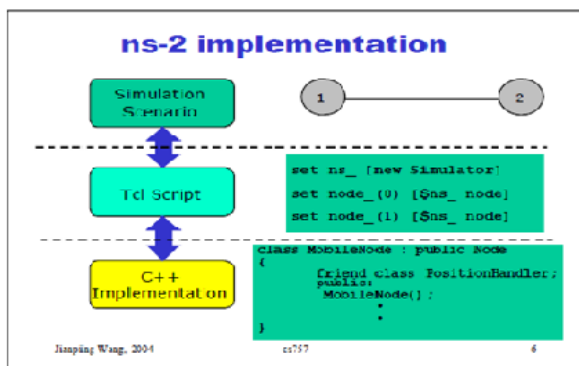 ns-2 implementation
Simulation
Scenario
1
2
Tcl Script
set ns_ [new Simulator]
set node_(0) [$ns_ node]
set node_(1) [$ns_ node]
C++
Implementation
class MobileNode : public Node
{
friend class PositionHandler;
public:
MobileNode();
•
•
}
Jianping Wang, 2004
cs757
6